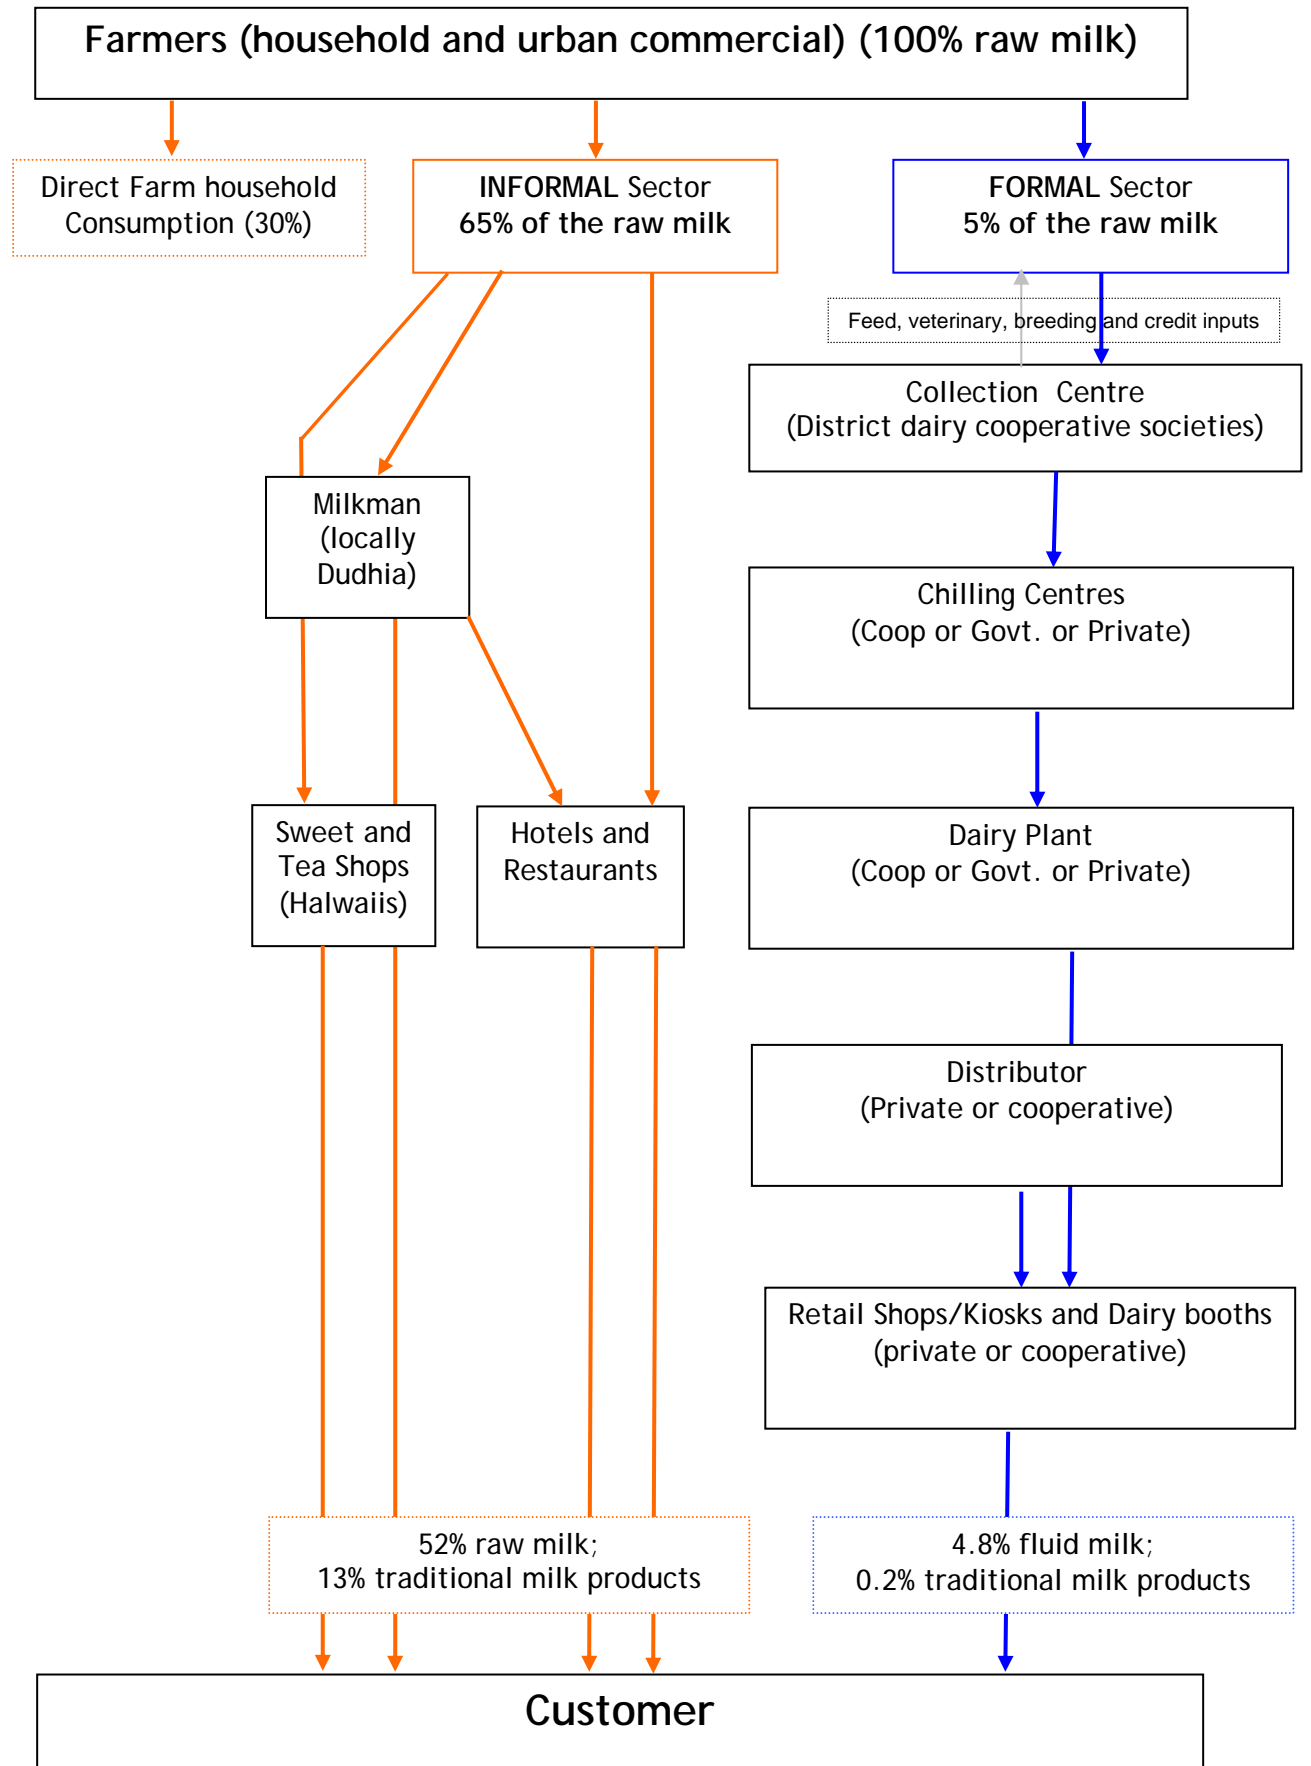 Farmers (household and urban commercial) (100% raw milk)
Direct Farm household
Consumption (30%)
INFORMAL Sector
65% of the raw milk
FORMAL Sector
5% of the raw milk
Feed, veterinary, breeding and credit inputs
Collection Centre
(District dairy cooperative societies)
Milkman
(locally
Dudhia)
Chilling Centres
(Coop or Govt. or Private)
Sweet and
Tea Shops
(Halwaiis)
Hotels and
Restaurants
Dairy Plant
(Coop or Govt. or Private)
Distributor
(Private or cooperative)
Retail Shops/Kiosks and Dairy booths
(private or cooperative)
52% raw milk;
13% traditional milk products
4.8% fluid milk;
0.2% traditional milk products
Customer